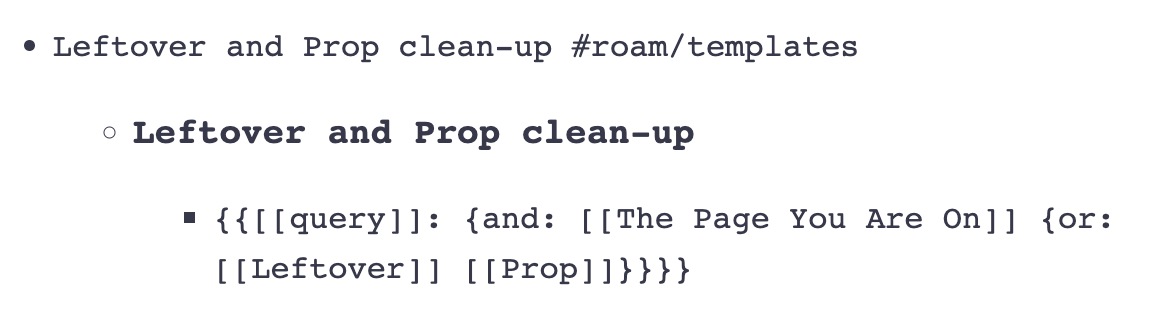 Leftover and Prop clean-up #roam/templates
Leftover and Prop clean-up
{{[[query]]: {and: [[The Page You Are On]] {or:
[[Leftover]] [[Prop]]}}}}